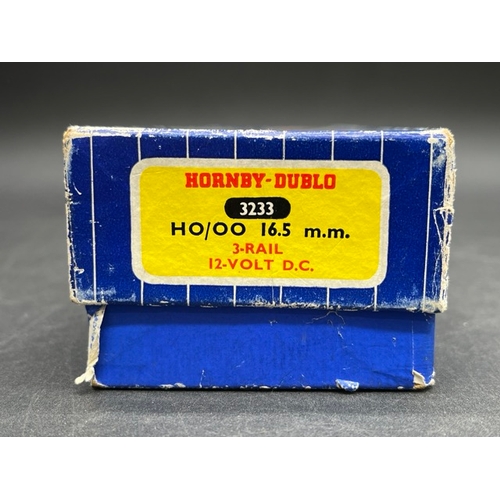 HORNBY-DUBLO
3233
HO/OO 16.5 m.m.
3-RAIL
12-VOLT D.C.